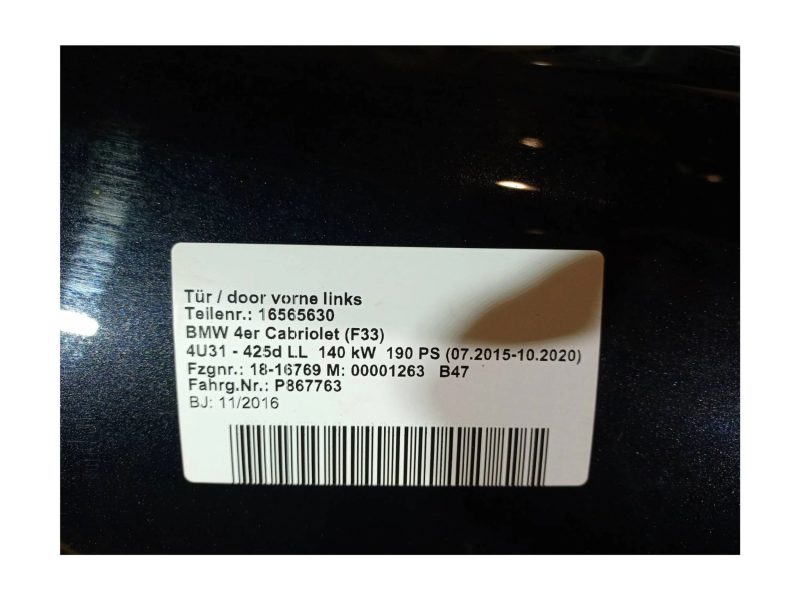 Tür / door vorne links
Teilenr.: 16565630
BMW 4er Cabriolet (F33)
4U31 - 425d LL 140 kW 190 PS (07.2015-10.2020)
Fzgnr.: 18-16769 M: 00001263 B47
Fahrg.Nr.: P867763
BJ: 11/2016